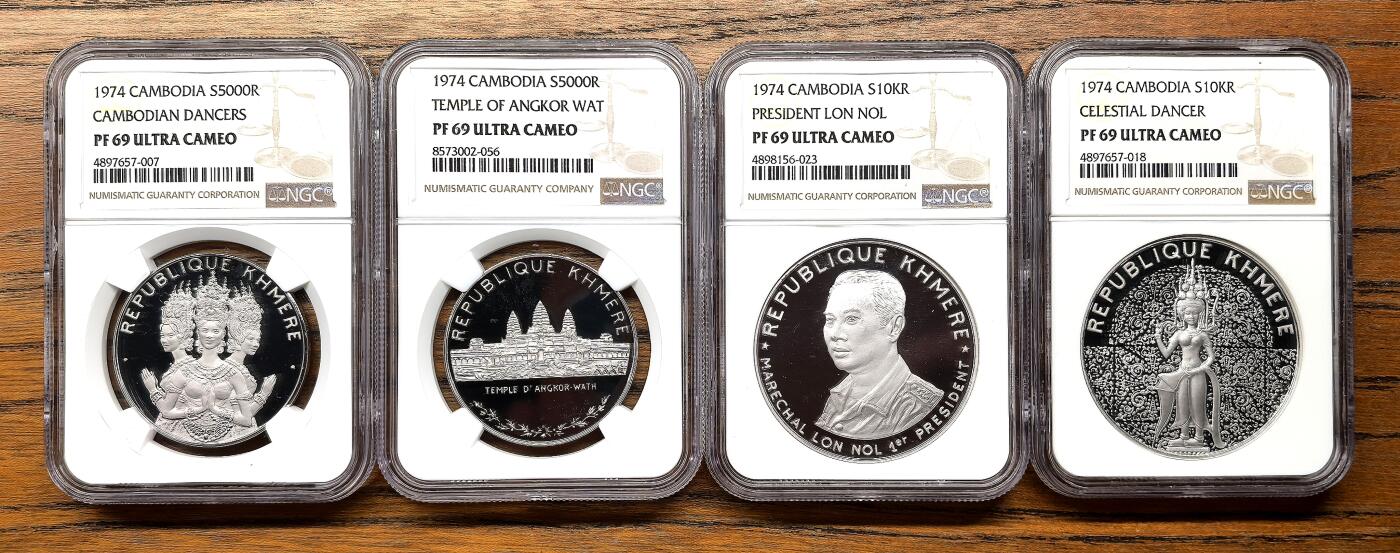 1974 CAMBODIA S5000R
CAMBODIAN DANCERS
PF 69 ULTRA CAMEO
4897657-007
NUMISMATIC GUARANTY CORPORATION
NGC®
REPUBLIQUE KHMERE
1974 CAMBODIA S5000R
TEMPLE OF ANGKOR WAT
PF 69 ULTRA CAMEO
8573002-056
NUMISMATIC GUARANTY COMPANY
NGC®
REPUBLIQUE KHMERE
TEMPLE D'ANGKOR-WATH
1974 CAMBODIA S10KR
PRESIDENT LON NOL
PF 69 ULTRA CAMEO
4898156-023
NUMISMATIC GUARANTY CORPORATION
NGC®
REPUBLIQUE KHMERE
MARECHAL LON NOL 1er PRESIDENT
1974 CAMBODIA S10KR
CELESTIAL DANCER
PF 69 ULTRA CAMEO
4897657-018
NUMISMATIC GUARANTY CORPORATION
NGC®
REPUBLIQUE KHMERE